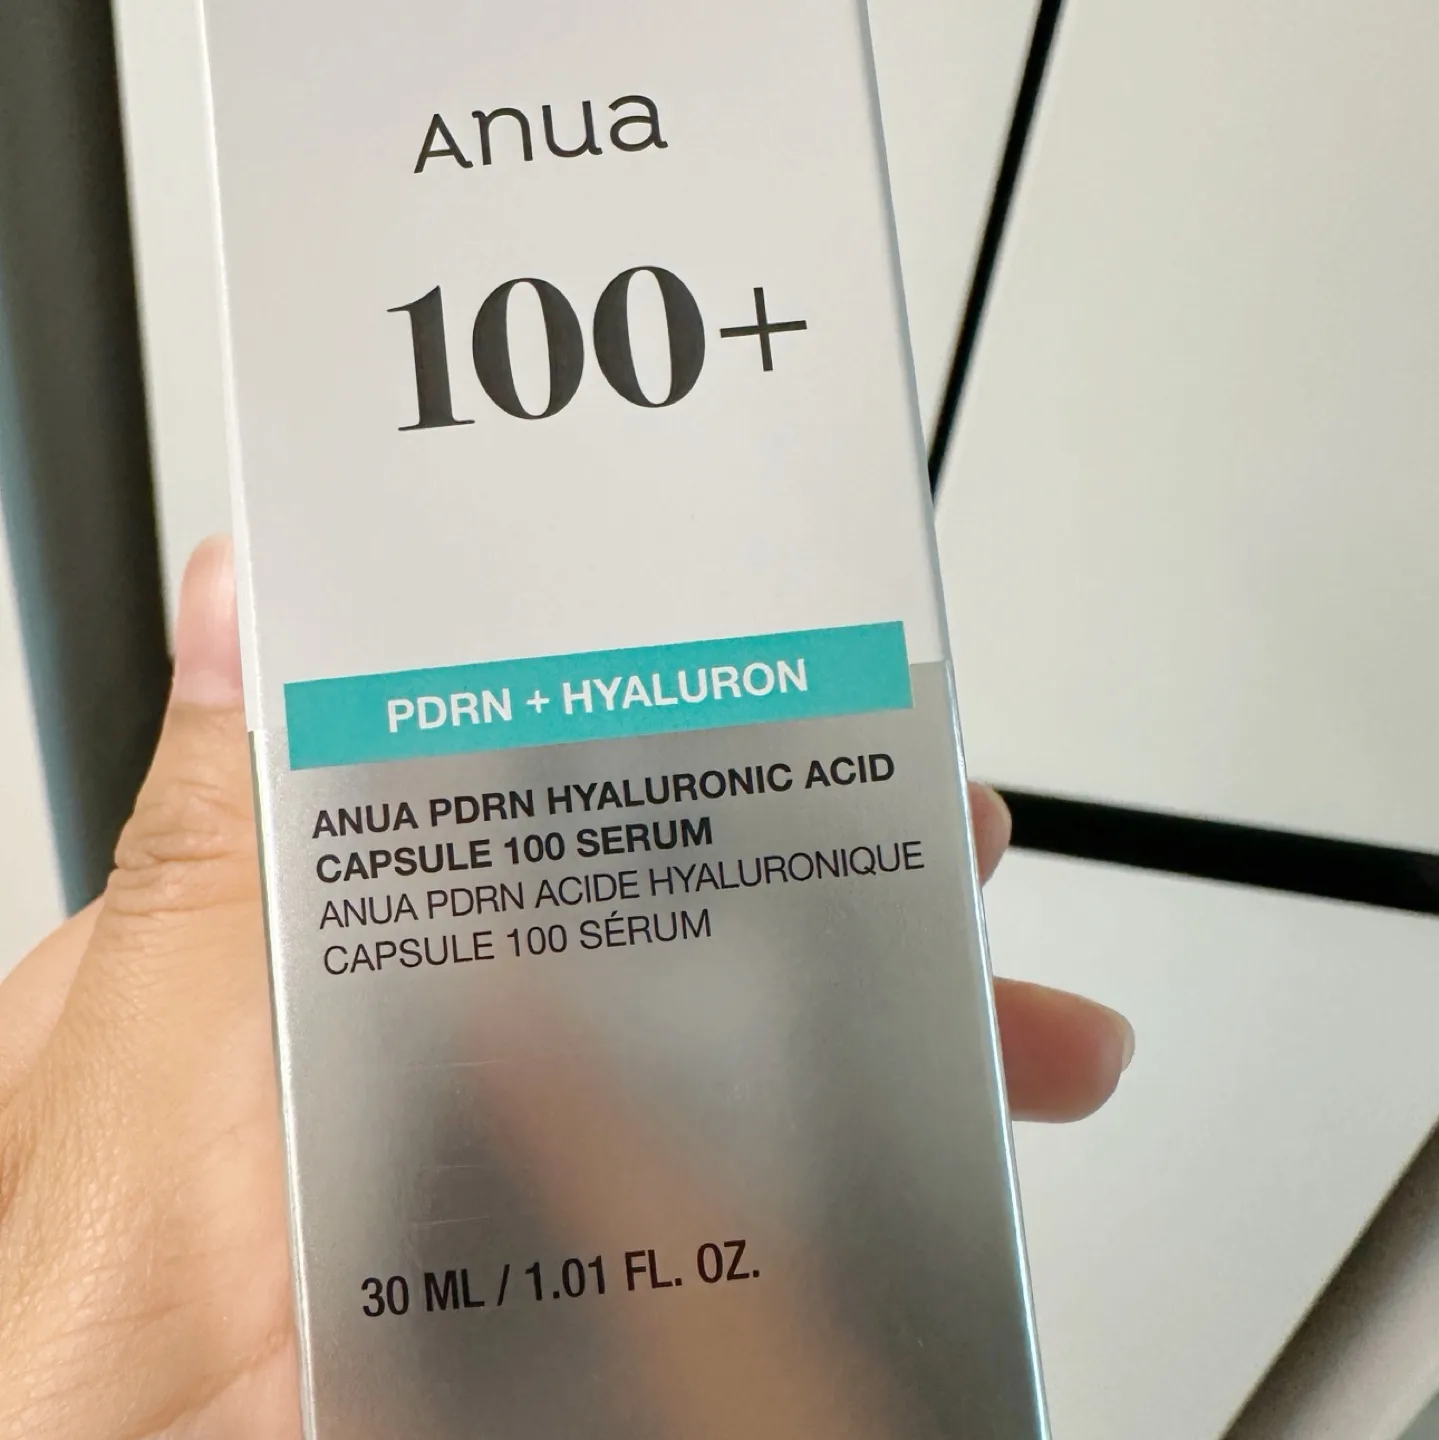 Anua
100+
PDRN + HYALURON
ANUA PDRN HYALURONIC ACID
CAPSULE 100 SERUM
ANUA PDRN ACIDE HYALURONIQUE
CAPSULE 100 SÉRUM
30 ML / 1.01 FL. OZ.